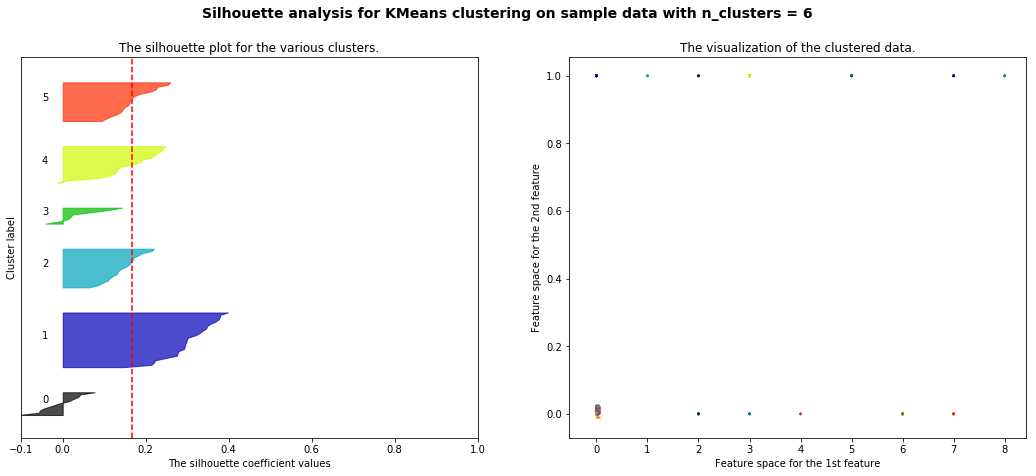 Silhouette analysis for KMeans clustering on sample data with n_clusters = 6
The silhouette plot for the various clusters.
5
4
3
2
1
0
Cluster label
−0.1 0.0 0.2 0.4 0.6 0.8 1.0
The silhouette coefficient values
The visualization of the clustered data.
1.0
0.8
0.6
0.4
0.2
0.0
Feature space for the 2nd feature
0 1 2 3 4 5 6 7 8
Feature space for the 1st feature